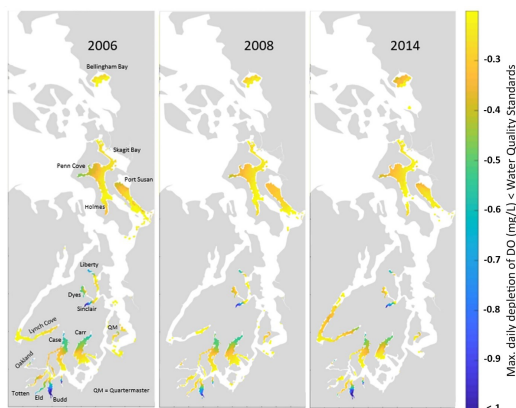 2006
2008
2014
Bellingham Bay
Skagit Bay
Penn Cove
Port Susan
Holmes
Liberty
Dyes
Sinclair
Lynch Cove
QM
Case
Carr
Oakland
Totten
Eld
Budd
QM = Quartermaster
-0.3
-0.4
-0.5
-0.6
-0.7
-0.8
-0.9
< -1
Max. daily depletion of DO (mg/L) < Water Quality Standards